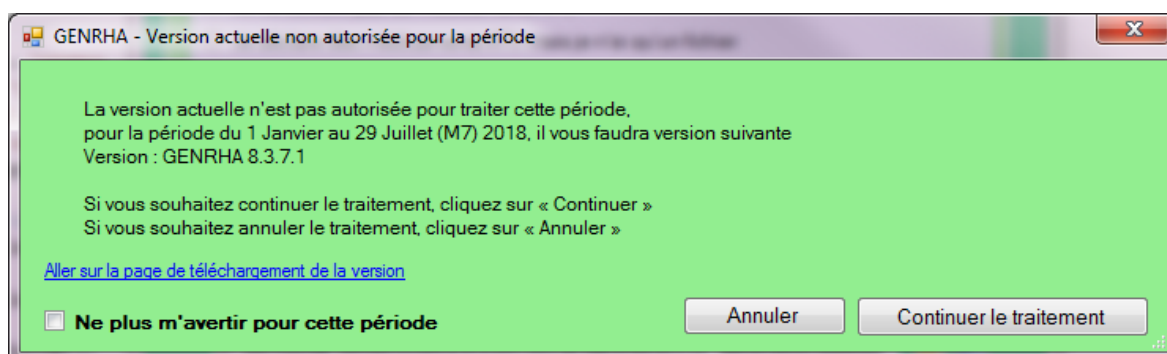 GENRHA - Version actuelle non autorisée pour la période
La version actuelle n'est pas autorisée pour traiter cette période,
pour la période du 1 Janvier au 29 Juillet (M7) 2018, il vous faudra version suivante
Version : GENRHA 8.3.7.1
Si vous souhaitez continuer le traitement, cliquez sur « Continuer »
Si vous souhaitez annuler le traitement, cliquez sur « Annuler »
Aller sur la page de téléchargement de la version
Ne plus m'avertir pour cette période
Annuler
Continuer le traitement